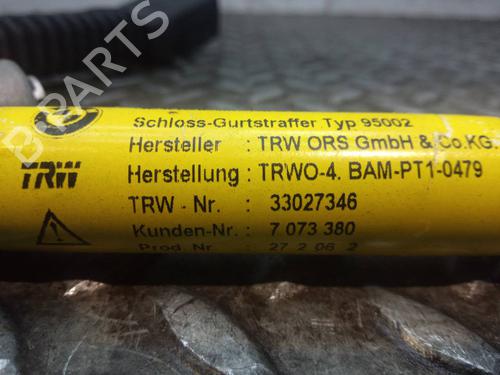 Schloss-Gurtstraffer Typ 95002
Hersteller : TRW ORS GmbH & Co.KG.
TRW
Herstellung : TRWO-4. BAM-PT1-0479
TRW - Nr. : 33027346
Kunden-Nr. : 7 073 380
Prod. Nr : 27 2 06 2
B-PARTS